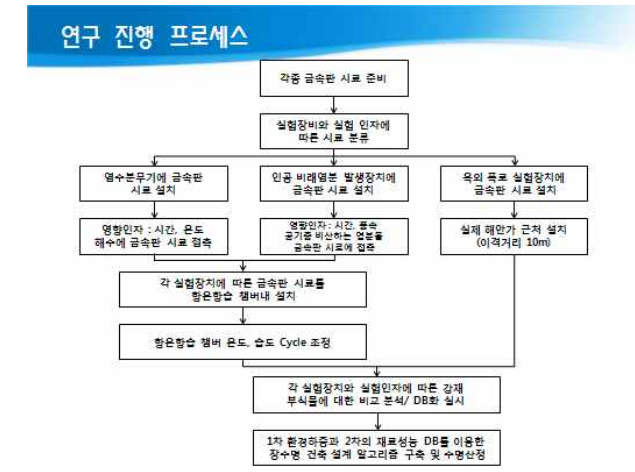 연구 진행 프로세스
각종 금속판 시료 준비
실험장비와 실험 인자에
따른 시료 분류
염수분무기에 금속판
시료 설치
인공 비래염분 발생장치에
금속판 시료 설치
옥외 폭로 실험장치에
금속판 시료 설치
영향인자 : 시간, 온도
해수에 금속판 시료 접촉
영향인자 : 시간, 풍속
공기중 비산하는 염분을
금속판 시료에 접촉
실제 해안가 근처 설치
(이격거리 10m)
각 실험장치에 따른 금속판 시료를
항온항습 챔버내 설치
항온항습 챔버 온도, 습도 Cycle 조정
각 실험장치와 실험인자에 따른 강재
부식물에 대한 비교 분석/ DB화 실시
1차 환경하중과 2차의 재료성능 DB를 이용한
장수명 건축 설계 알고리즘 구축 및 수명산정